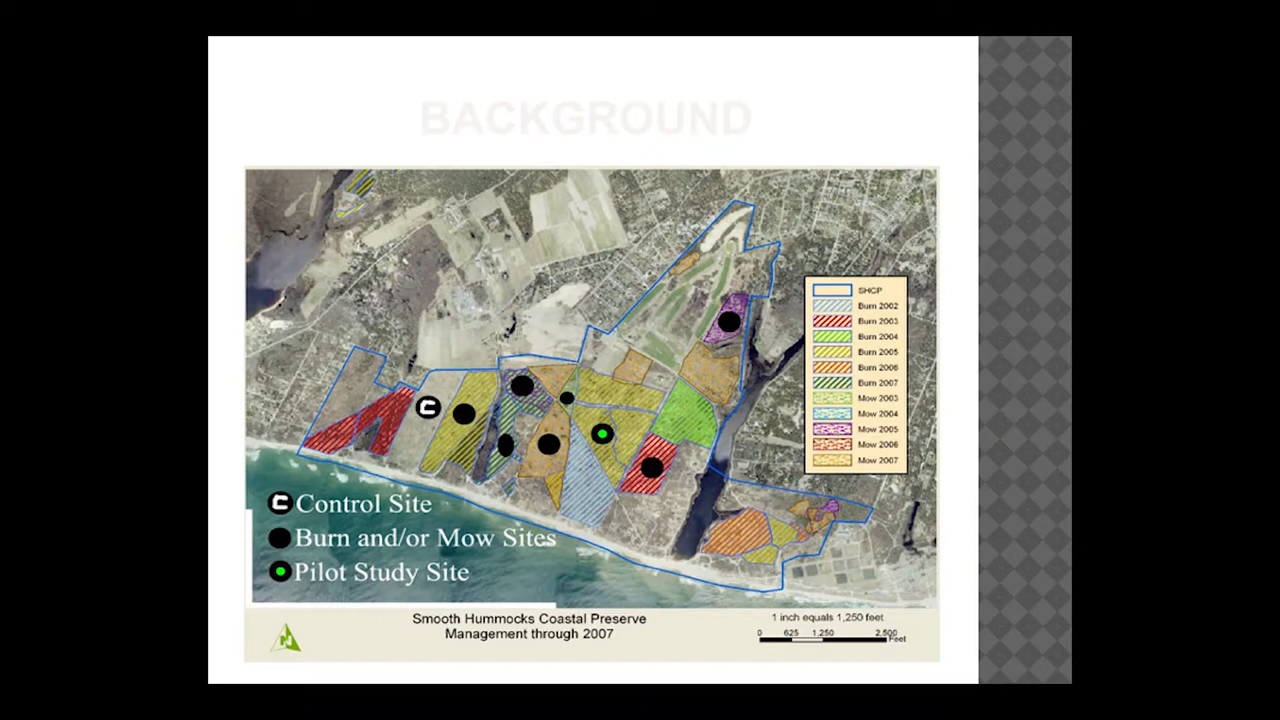 BACKGROUND
SHCP
Burn 2002
Burn 2003
Burn 2004
Burn 2005
Burn 2006
Burn 2007
Mow 2003
Mow 2004
Mow 2005
Mow 2006
Mow 2007
C
C Control Site
Burn and/or Mow Sites
Pilot Study Site
N
Smooth Hummocks Coastal Preserve
Management through 2007
1 inch equals 1,250 feet
0 625 1,250 2,500
Feet